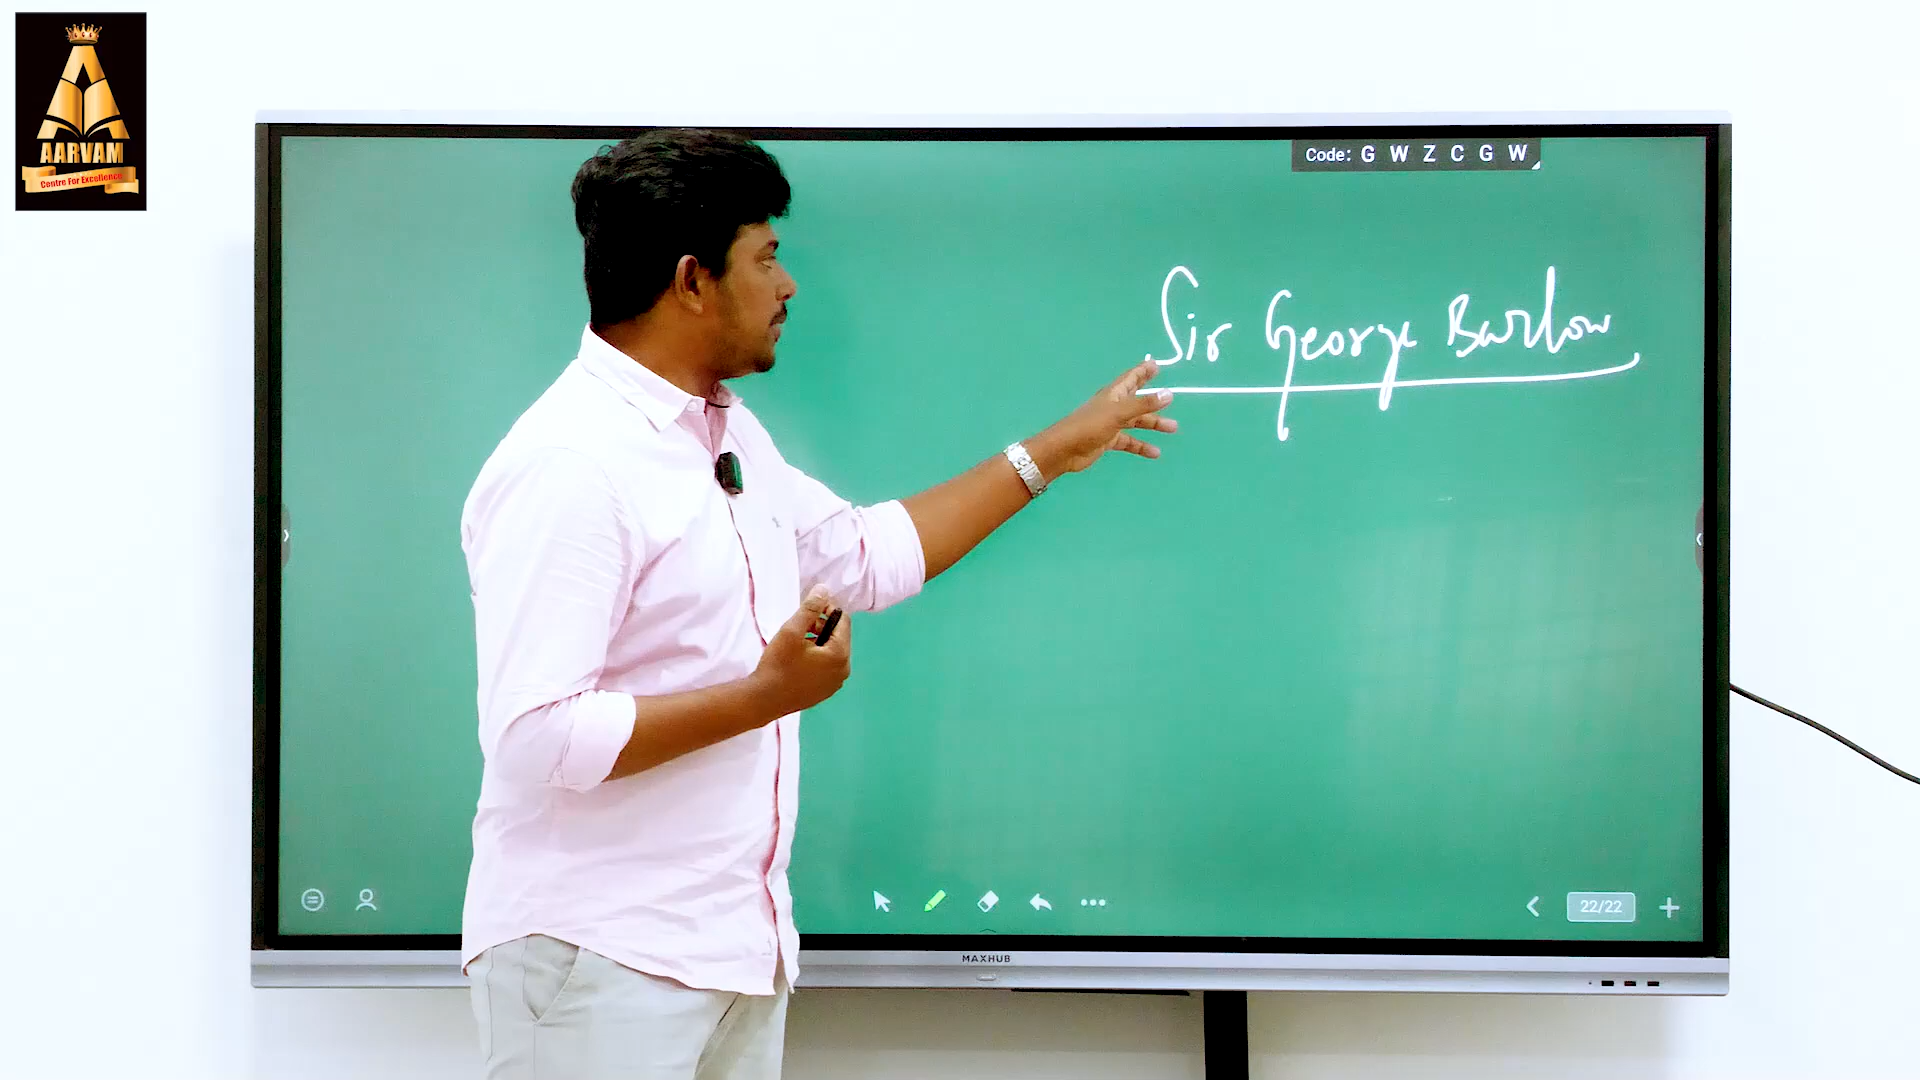 AARVAM
Centre For Excellence
Code: G W Z C G W
Sir George Barlow
22/22
MAXHUB